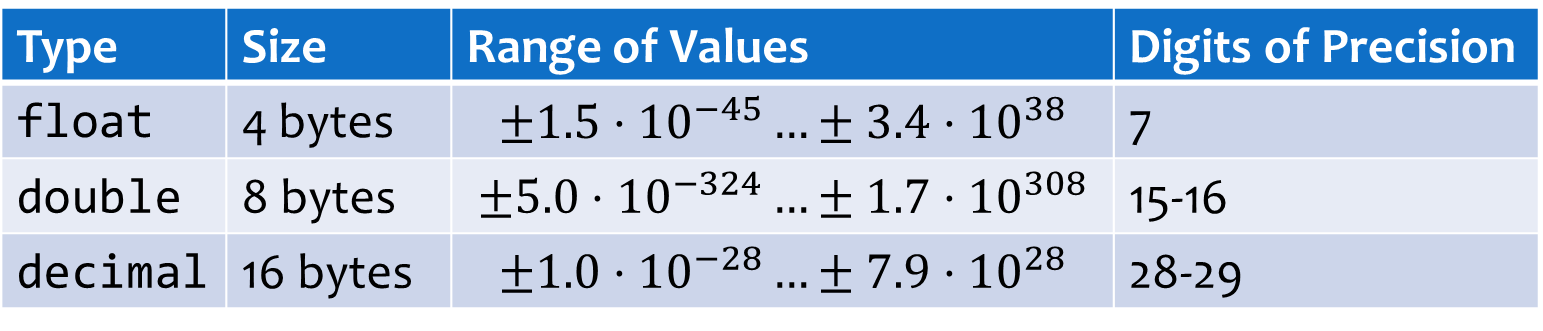 Type Size Range of Values Digits of Precision
float 4 bytes ±1.5 · 10⁻⁴⁵ … ± 3.4 · 10³⁸ 7
double 8 bytes ±5.0 · 10⁻³²⁴ … ± 1.7 · 10³⁰⁸ 15-16
decimal 16 bytes ±1.0 · 10⁻²⁸ … ± 7.9 · 10²⁸ 28-29